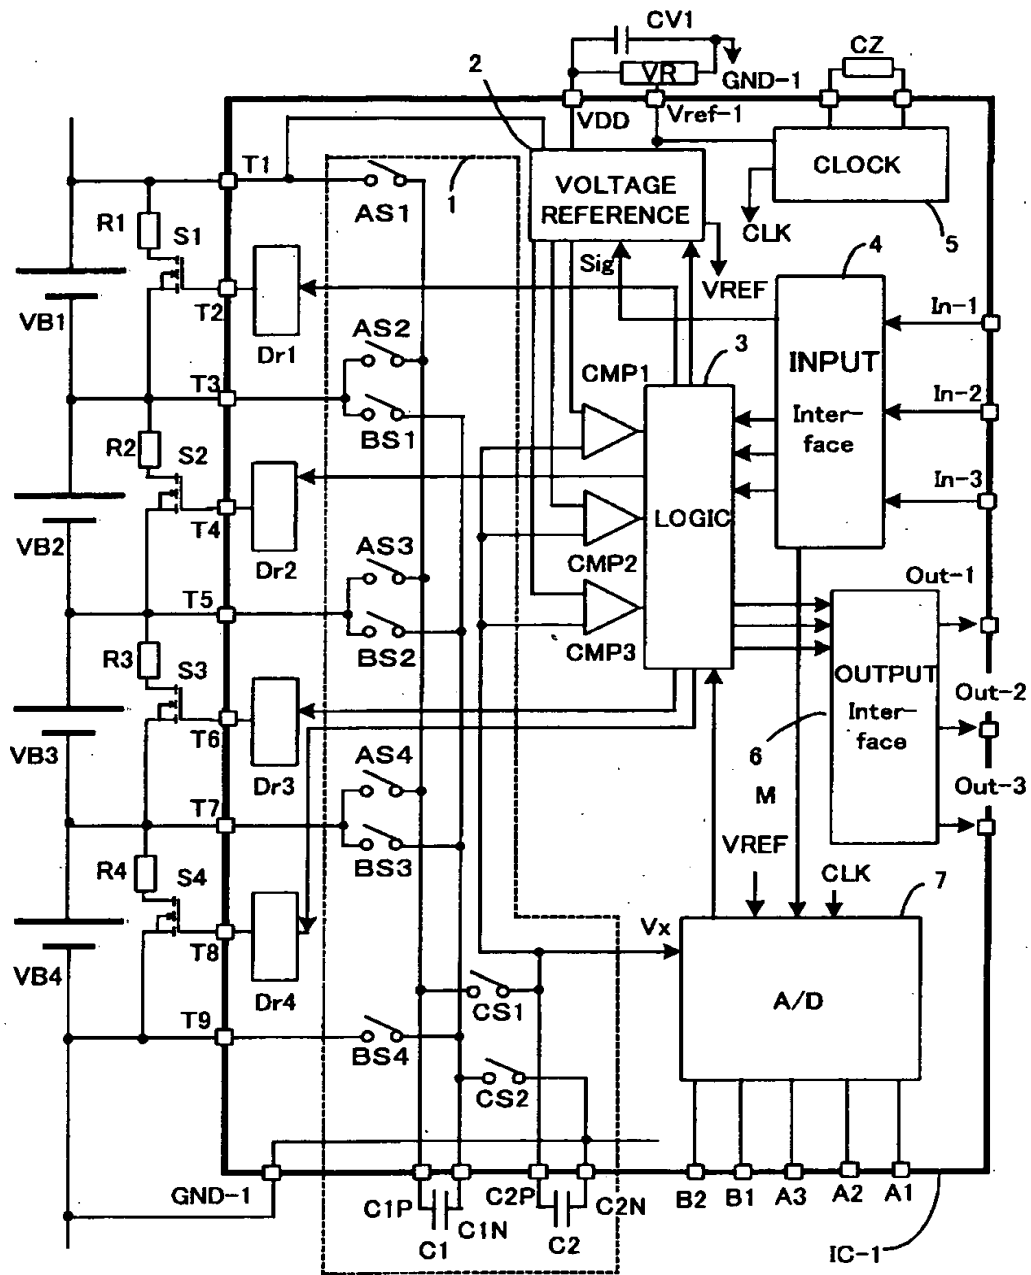 CV1
CZ
2
VR
GND-1
VDD
Vref-1
T1
AS1
1
VOLTAGE
REFERENCE
CLOCK
5
CLK
R1
S1
Sig
VREF
4
VB1
T2
Dr1
AS2
CMP1
3
INPUT
Inter-
face
In-1
In-2
In-3
T3
BS1
R2
S2
VB2
T4
Dr2
AS3
CMP2
LOGIC
T5
BS2
CMP3
Out-1
R3
S3
OUTPUT
Inter-
face
Out-2
VB3
T6
Dr3
AS4
6
M
Out-3
T7
BS3
VREF
CLK
7
R4
S4
VB4
T8
Dr4
Vx
A/D
CS1
T9
BS4
CS2
GND-1
C1P
C1N
C1
C2P
C2N
C2
B2
B1
A3
A2
A1
IC-1